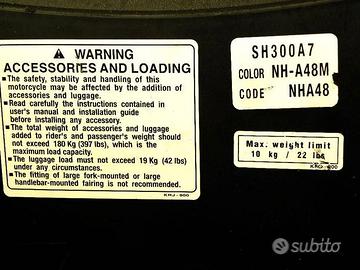 ⚠ WARNING
ACCESSORIES AND LOADING
■The safety, stability and handling of this
motorcycle may be affected by the addition of
accessories and luggage.
■Read carefully the instructions contained in
user's manual and installation guide
before installing any accessory.
■The total weight of accessories and luggage
added to rider's and passenger's weight should
not exceed 180 Kg (397 lbs), which is the
maximum load capacity.
■The luggage load must not exceed 19 Kg (42 lbs)
under any circumstances.
■The fitting of large fork-mounted or large
handlebar-mounted fairing is not recommended.
KRJ-900
SH300A7
COLOR NH-A48M
CODE NHA48
Max. weight limit
10 kg / 22 lbs
subito